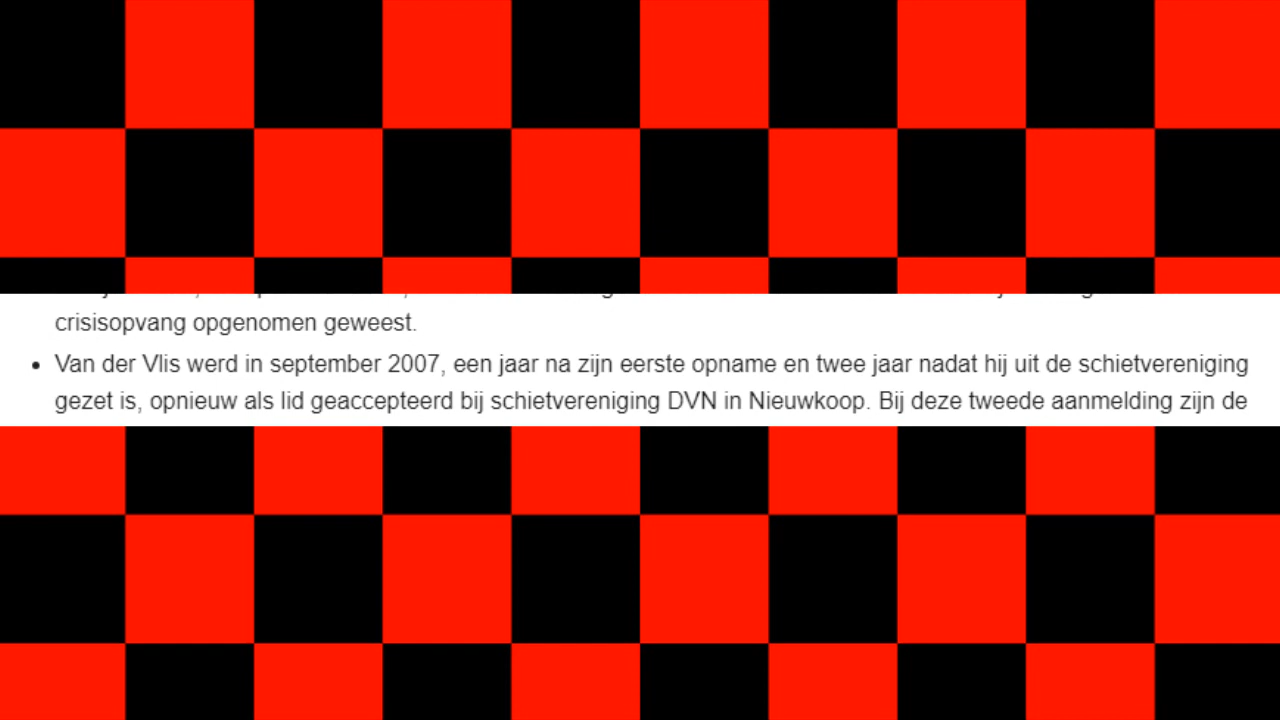 crisisopvang opgenomen geweest.
• Van der Vlis werd in september 2007, een jaar na zijn eerste opname en twee jaar nadat hij uit de schietvereniging
gezet is, opnieuw als lid geaccepteerd bij schietvereniging DVN in Nieuwkoop. Bij deze tweede aanmelding zijn de